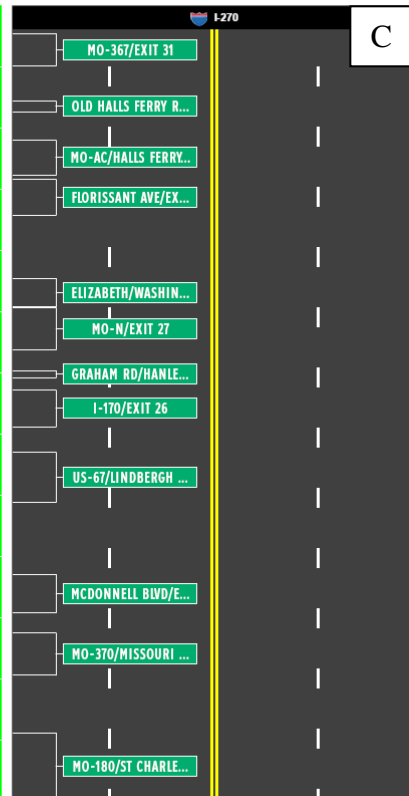 I-270
C
MO-367/EXIT 31
OLD HALLS FERRY R...
MO-AC/HALLS FERRY...
FLORISSANT AVE/EX...
ELIZABETH/WASHIN...
MO-N/EXIT 27
GRAHAM RD/HANLE...
I-170/EXIT 26
US-67/LINDBERGH ...
MCDONNELL BLVD/E...
MO-370/MISSOURI ...
MO-180/ST CHARLE...